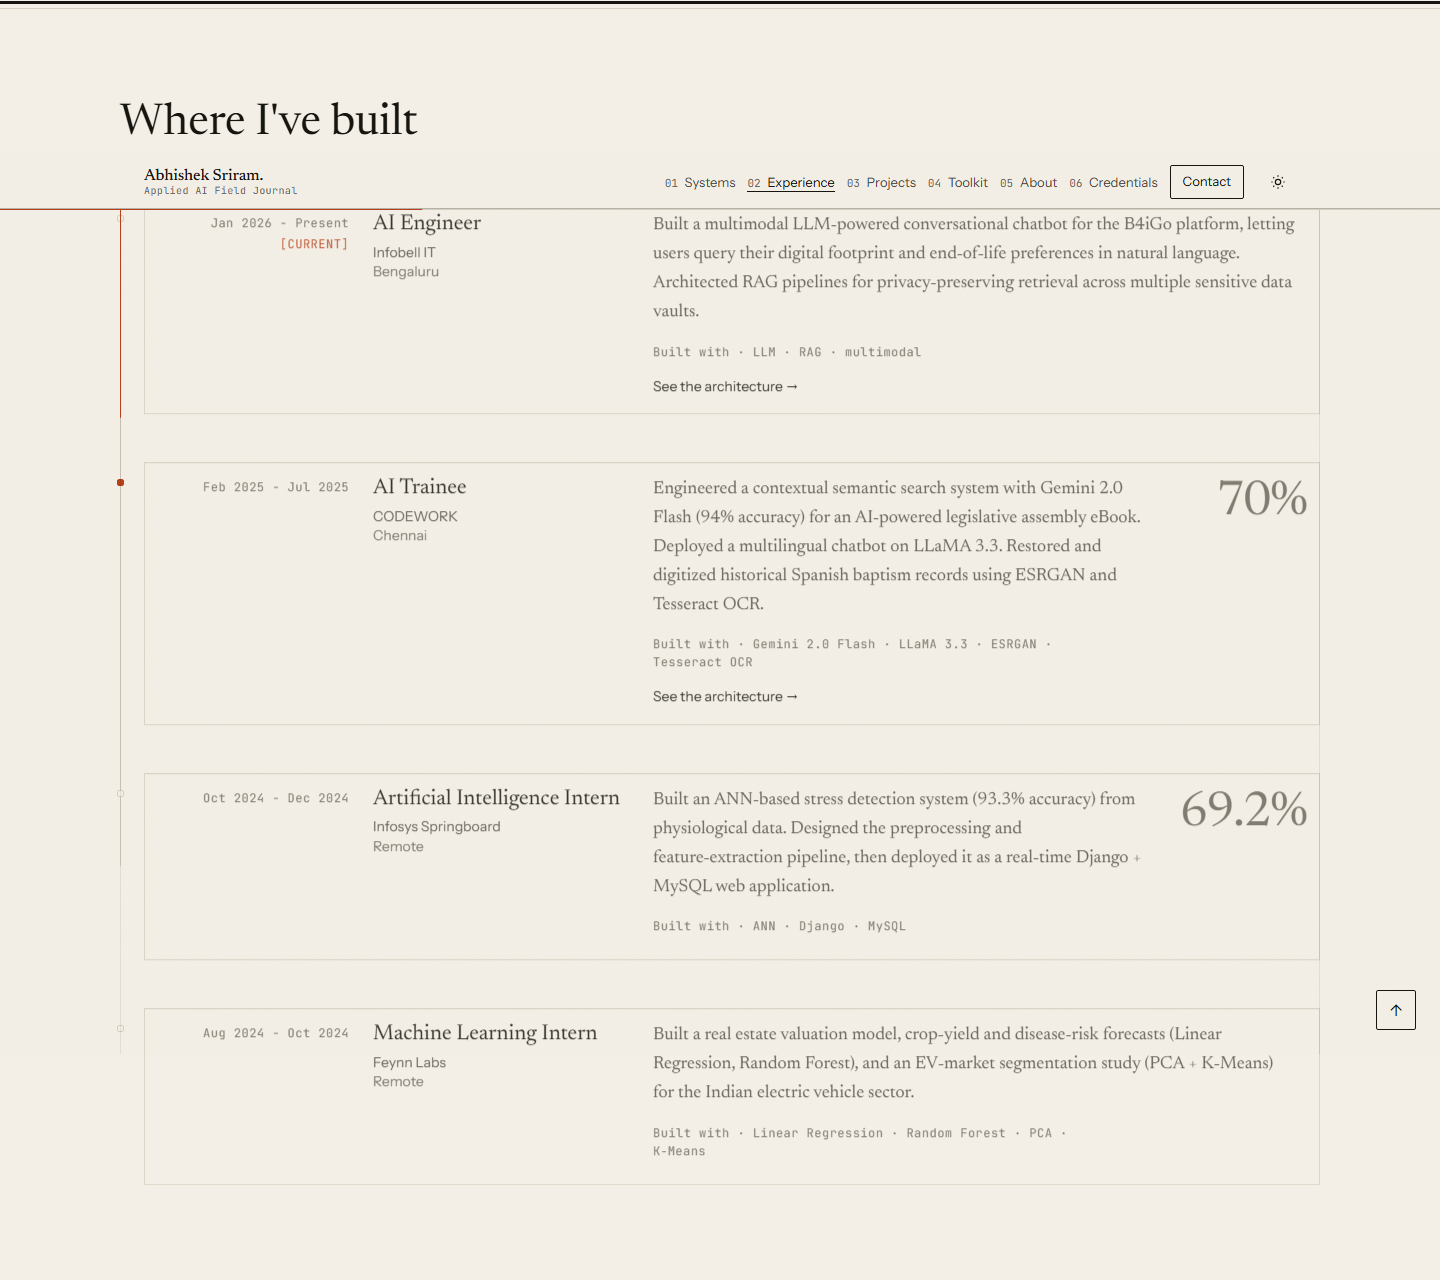 Where I've built
Abhishek Sriram.
Applied AI Field Journal
01 Systems 02 Experience 03 Projects 04 Toolkit 05 About 06 Credentials Contact
Jan 2026 - Present
[CURRENT]
AI Engineer
Infobell IT
Bengaluru
Built a multimodal LLM-powered conversational chatbot for the B4iGo platform, letting
users query their digital footprint and end-of-life preferences in natural language.
Architected RAG pipelines for privacy-preserving retrieval across multiple sensitive data
vaults.
Built with · LLM · RAG · multimodal
See the architecture →
Feb 2025 - Jul 2025
AI Trainee
CODEWORK
Chennai
Engineered a contextual semantic search system with Gemini 2.0
Flash (94% accuracy) for an AI-powered legislative assembly eBook.
Deployed a multilingual chatbot on LLaMA 3.3. Restored and
digitized historical Spanish baptism records using ESRGAN and
Tesseract OCR.
Built with · Gemini 2.0 Flash · LLaMA 3.3 · ESRGAN ·
Tesseract OCR
See the architecture →
70%
Oct 2024 - Dec 2024
Artificial Intelligence Intern
Infosys Springboard
Remote
Built an ANN-based stress detection system (93.3% accuracy) from
physiological data. Designed the preprocessing and
feature-extraction pipeline, then deployed it as a real-time Django +
MySQL web application.
Built with · ANN · Django · MySQL
69.2%
Aug 2024 - Oct 2024
Machine Learning Intern
Feynn Labs
Remote
Built a real estate valuation model, crop-yield and disease-risk forecasts (Linear
Regression, Random Forest), and an EV-market segmentation study (PCA + K-Means)
for the Indian electric vehicle sector.
Built with · Linear Regression · Random Forest · PCA ·
K-Means